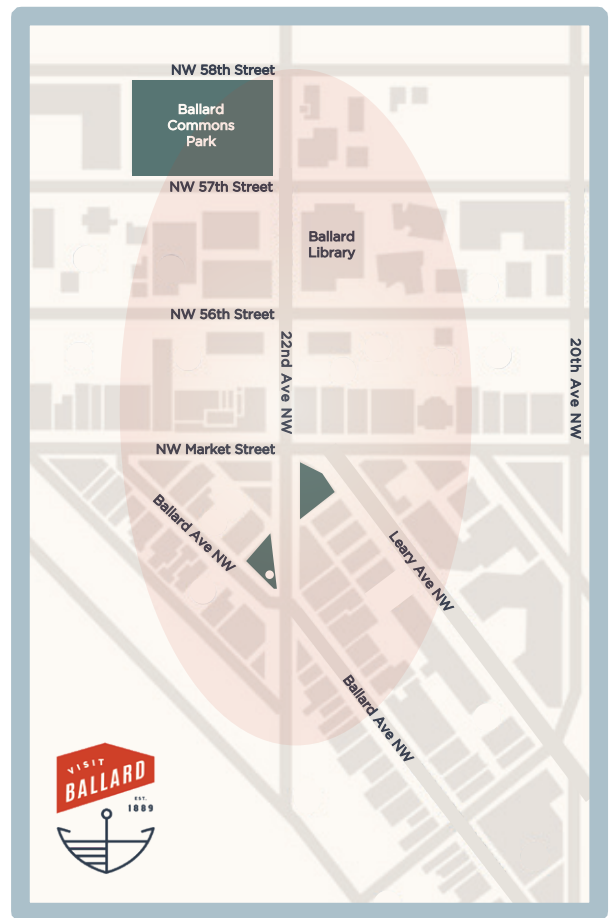 NW 58th Street
Ballard
Commons
Park
NW 57th Street
Ballard
Library
NW 56th Street
22nd Ave NW
20th Ave NW
NW Market Street
Ballard Ave NW
Leary Ave NW
Ballard Ave NW
VISIT
BALLARD
EST.
1889